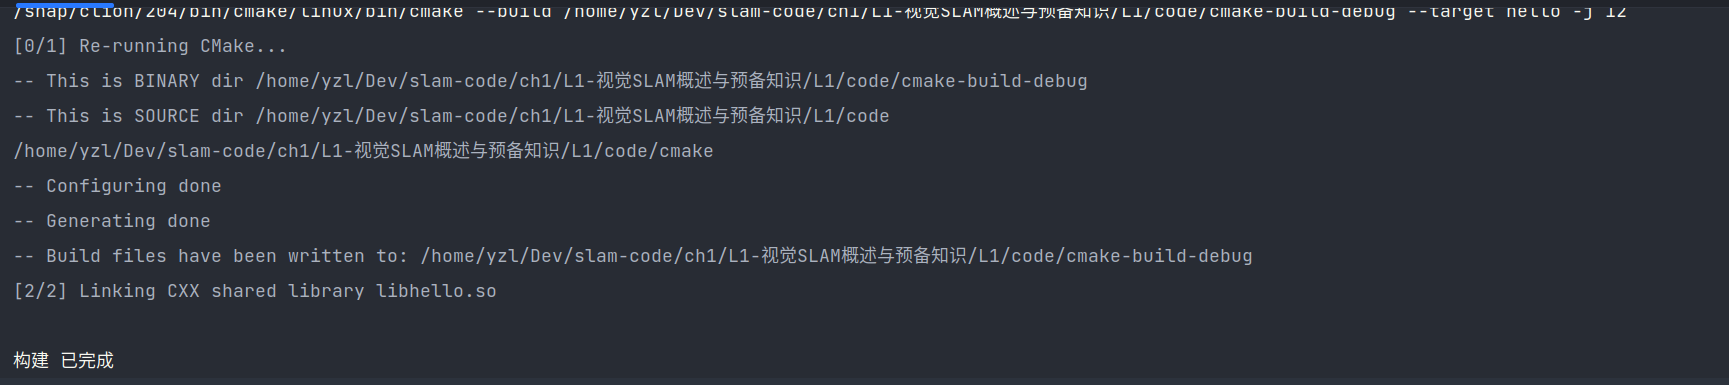 /snap/clion/204/bin/cmake/linux/bin/cmake --build /home/yzl/Dev/slam-code/ch1/L1-视觉SLAM概述与预备知识/L1/code/cmake-build-debug --target hello -j 12
[0/1] Re-running CMake...
-- This is BINARY dir /home/yzl/Dev/slam-code/ch1/L1-视觉SLAM概述与预备知识/L1/code/cmake-build-debug
-- This is SOURCE dir /home/yzl/Dev/slam-code/ch1/L1-视觉SLAM概述与预备知识/L1/code
/home/yzl/Dev/slam-code/ch1/L1-视觉SLAM概述与预备知识/L1/code/cmake
-- Configuring done
-- Generating done
-- Build files have been written to: /home/yzl/Dev/slam-code/ch1/L1-视觉SLAM概述与预备知识/L1/code/cmake-build-debug
[2/2] Linking CXX shared library libhello.so
构建 已完成